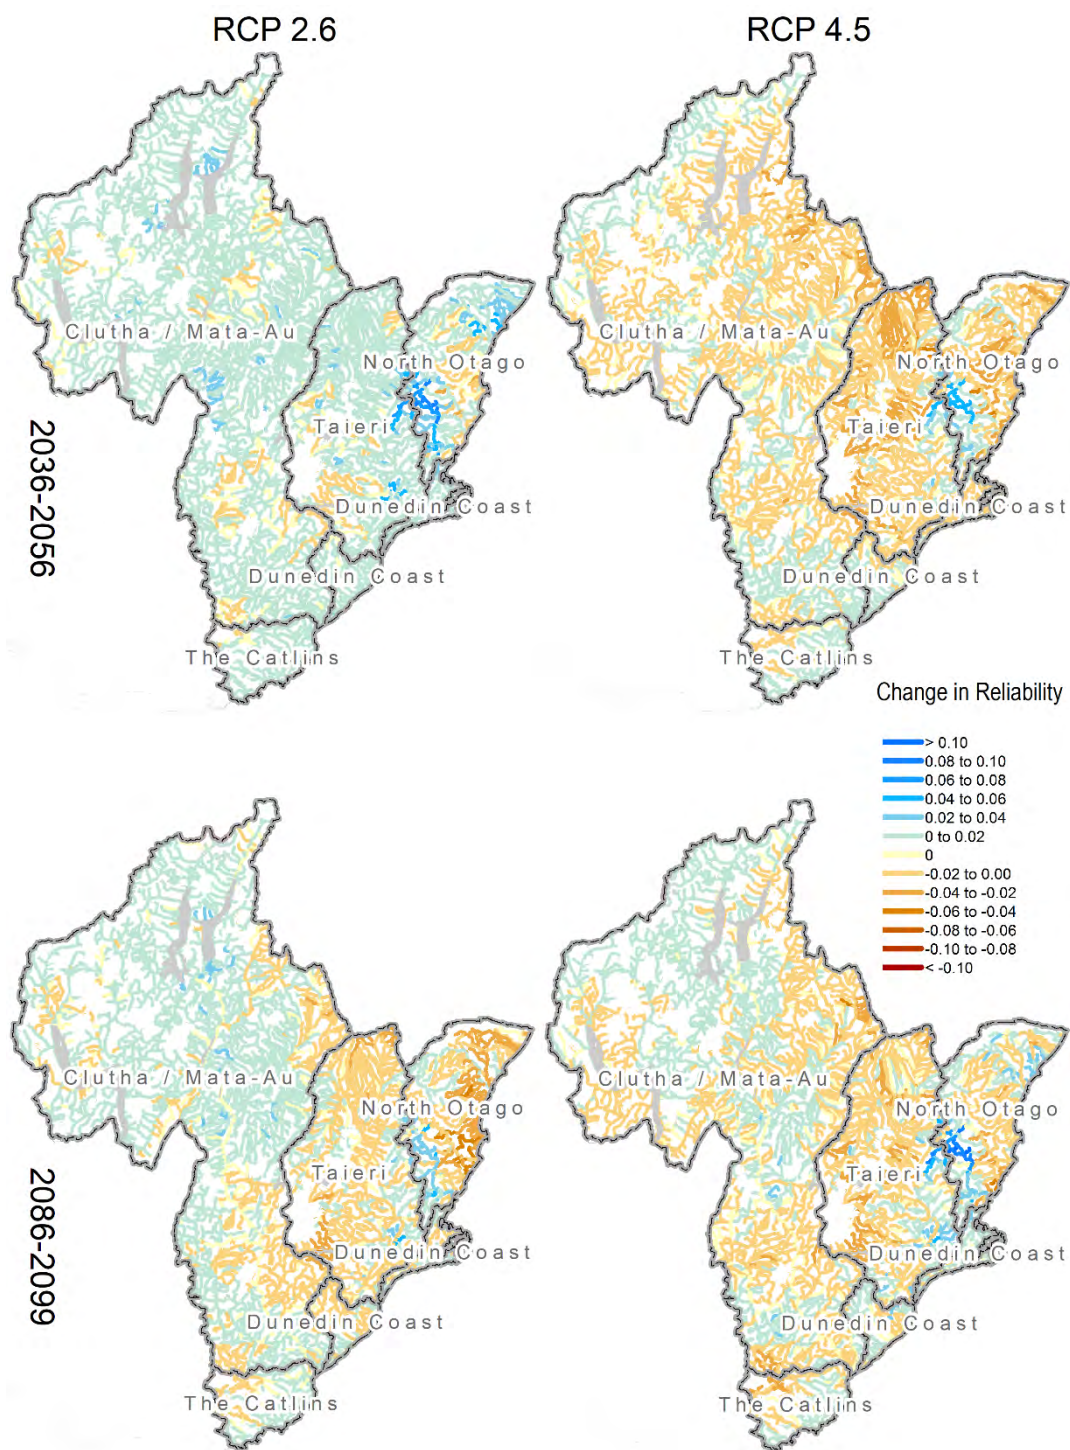 RCP 2.6
RCP 4.5
2036-2056
Clutha / Mata-Au
North Otago
Taieri
Dunedin Coast
Dunedin Coast
The Catlins
Clutha / Mata-Au
North Otago
Taieri
Dunedin Coast
Dunedin Coast
The Catlins
Change in Reliability
> 0.10
0.08 to 0.10
0.06 to 0.08
0.04 to 0.06
0.02 to 0.04
0 to 0.02
0
-0.02 to 0.00
-0.04 to -0.02
-0.06 to -0.04
-0.08 to -0.06
-0.10 to -0.08
< -0.10
2086-2099
Clutha / Mata-Au
North Otago
Taieri
Dunedin Coast
Dunedin Coast
The Catlins
Clutha / Mata-Au
North Otago
Taieri
Dunedin Coast
Dunedin Coast
The Catlins